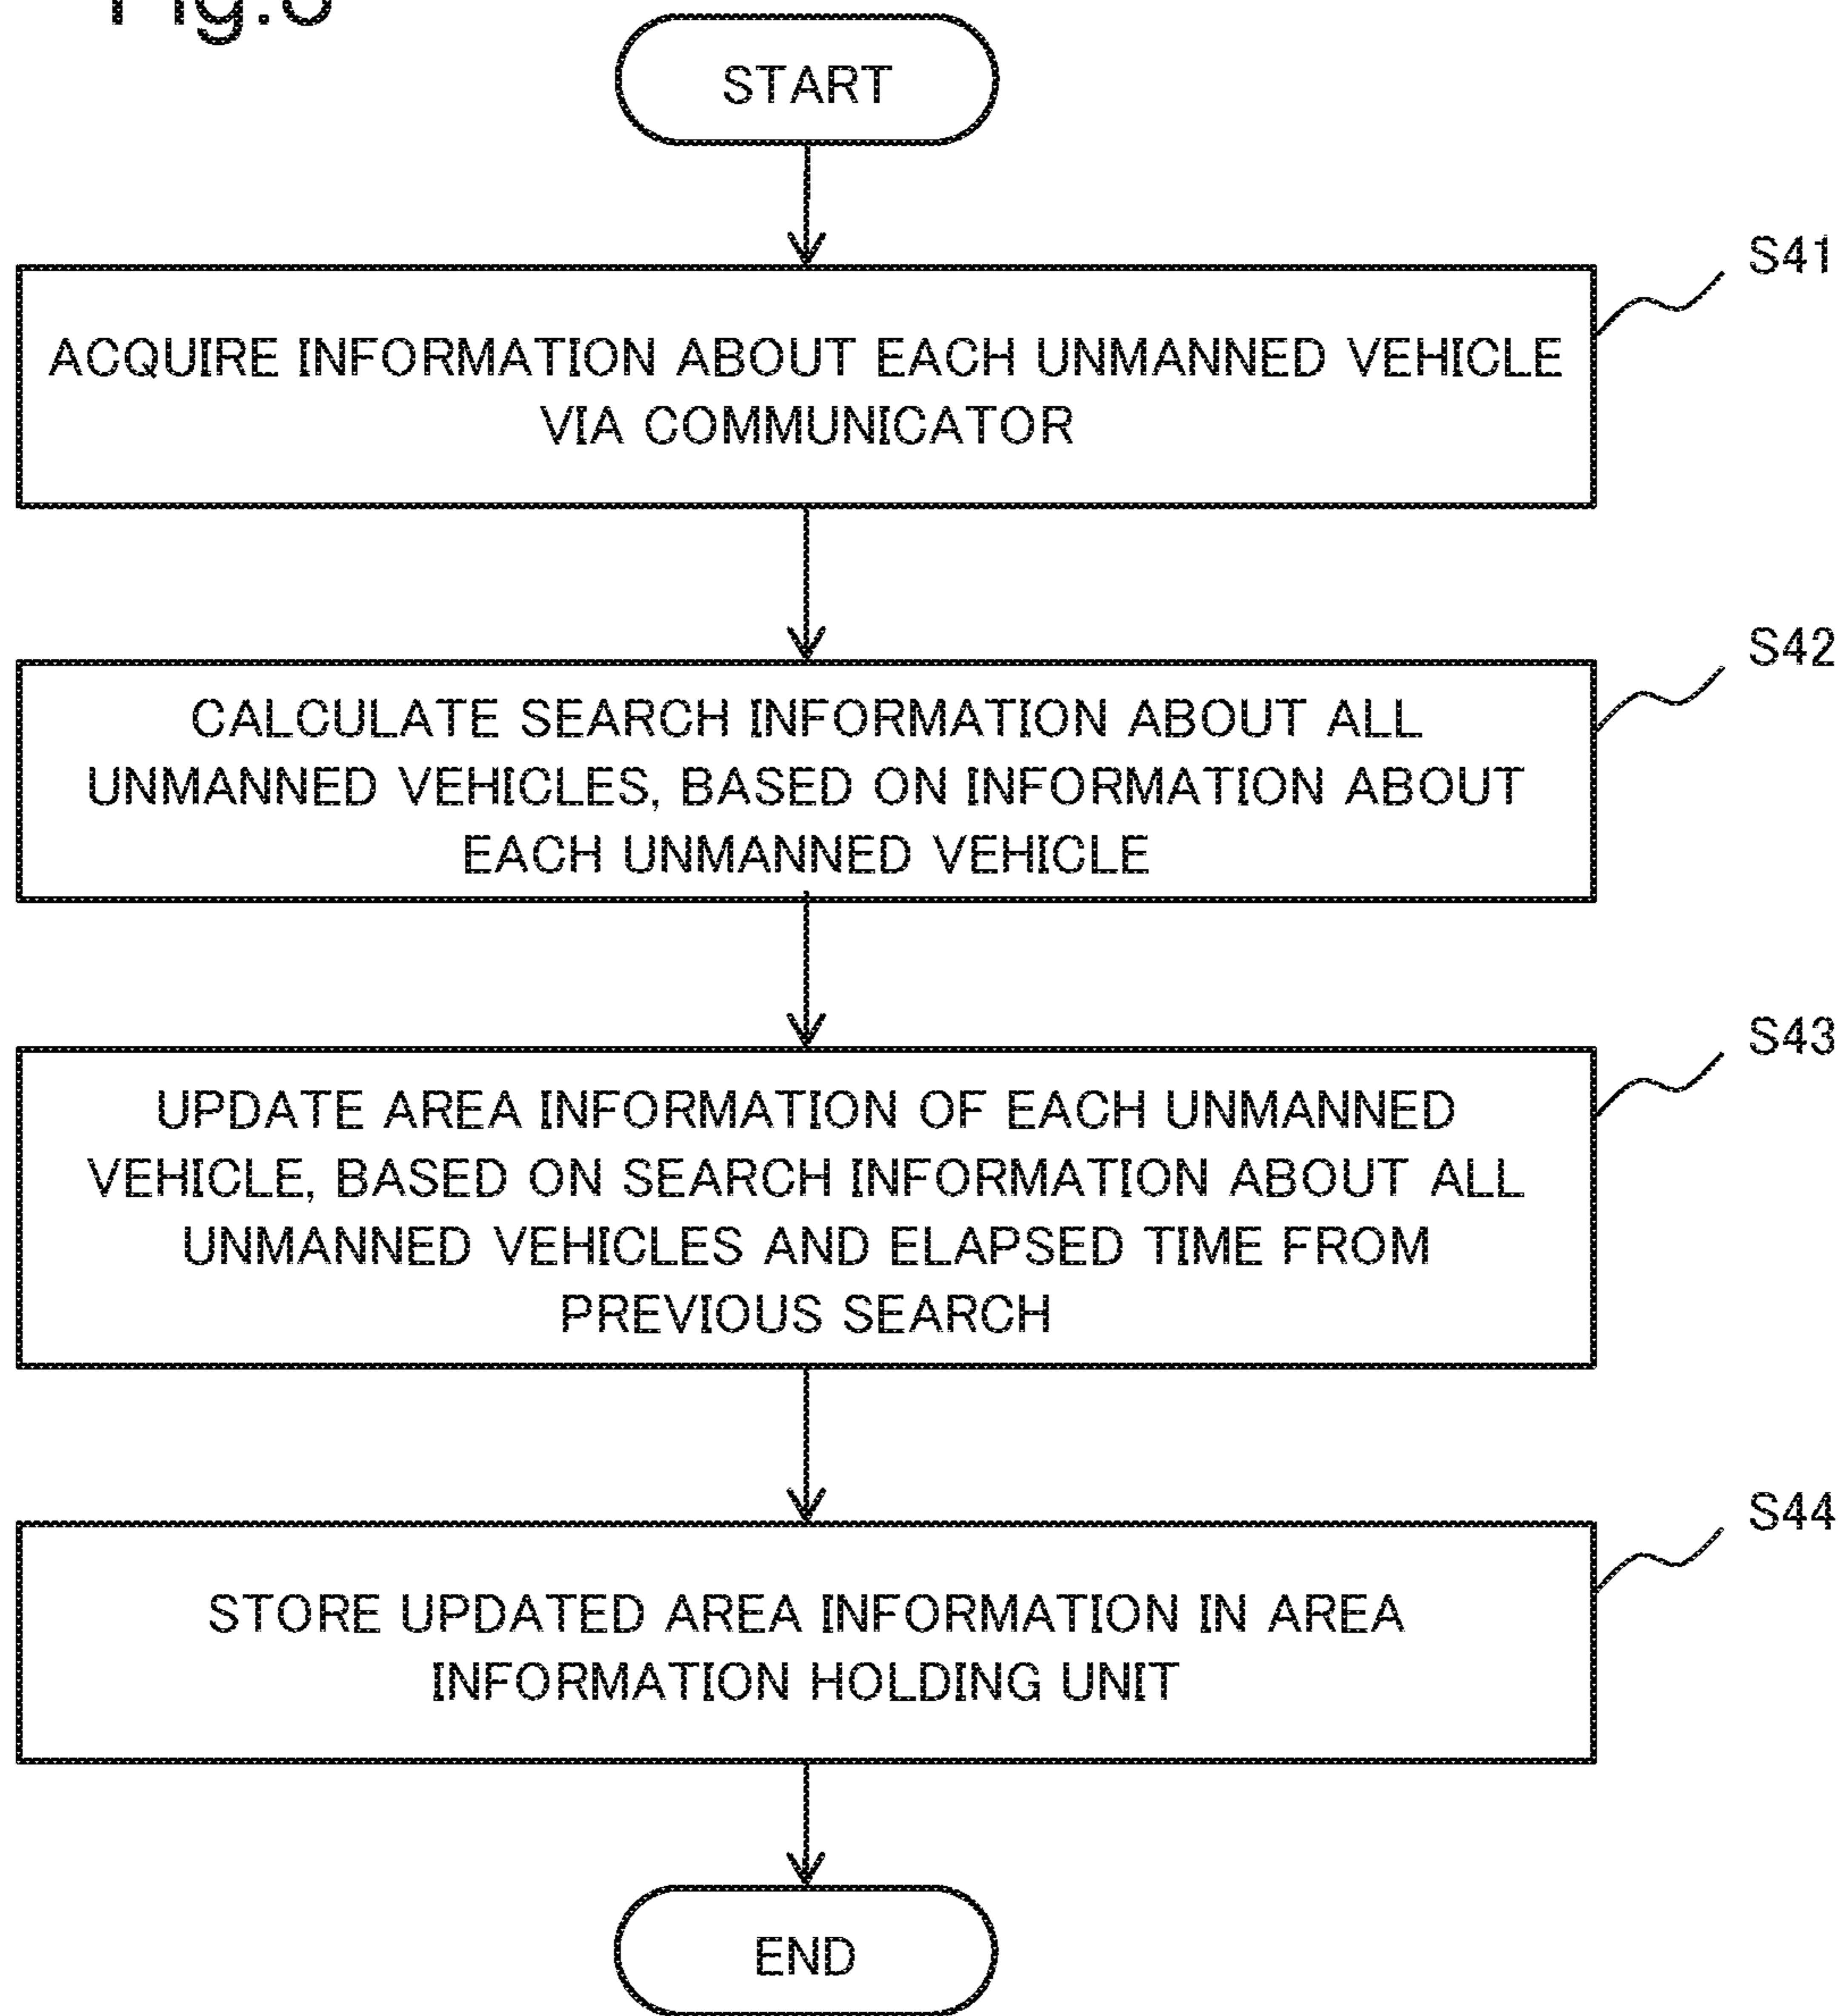 START
S41
ACQUIRE INFORMATION ABOUT EACH UNMANNED VEHICLE
VIA COMMUNICATOR
S42
CALCULATE SEARCH INFORMATION ABOUT ALL
UNMANNED VEHICLES, BASED ON INFORMATION ABOUT
EACH UNMANNED VEHICLE
S43
UPDATE AREA INFORMATION OF EACH UNMANNED
VEHICLE, BASED ON SEARCH INFORMATION ABOUT ALL
UNMANNED VEHICLES AND ELAPSED TIME FROM
PREVIOUS SEARCH
S44
STORE UPDATED AREA INFORMATION IN AREA
INFORMATION HOLDING UNIT
END